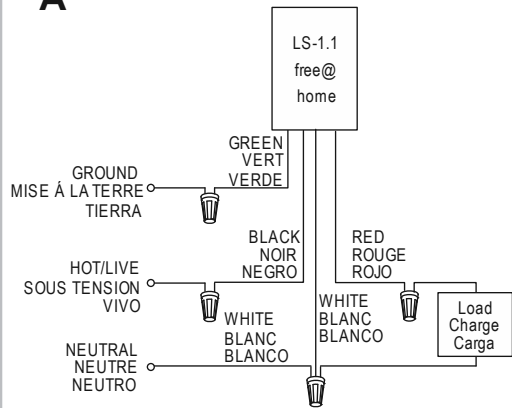 A
LS-1.1
free@
home
GREEN
VERT
VERDE
GROUND
MISE Á LA TERRE
TIERRA
BLACK
NOIR
NEGRO
RED
ROUGE
ROJO
HOT/LIVE
SOUS TENSION
VIVO
WHITE
BLANC
BLANCO
WHITE
BLANC
BLANCO
Load
Charge
Carga
NEUTRAL
NEUTRE
NEUTRO